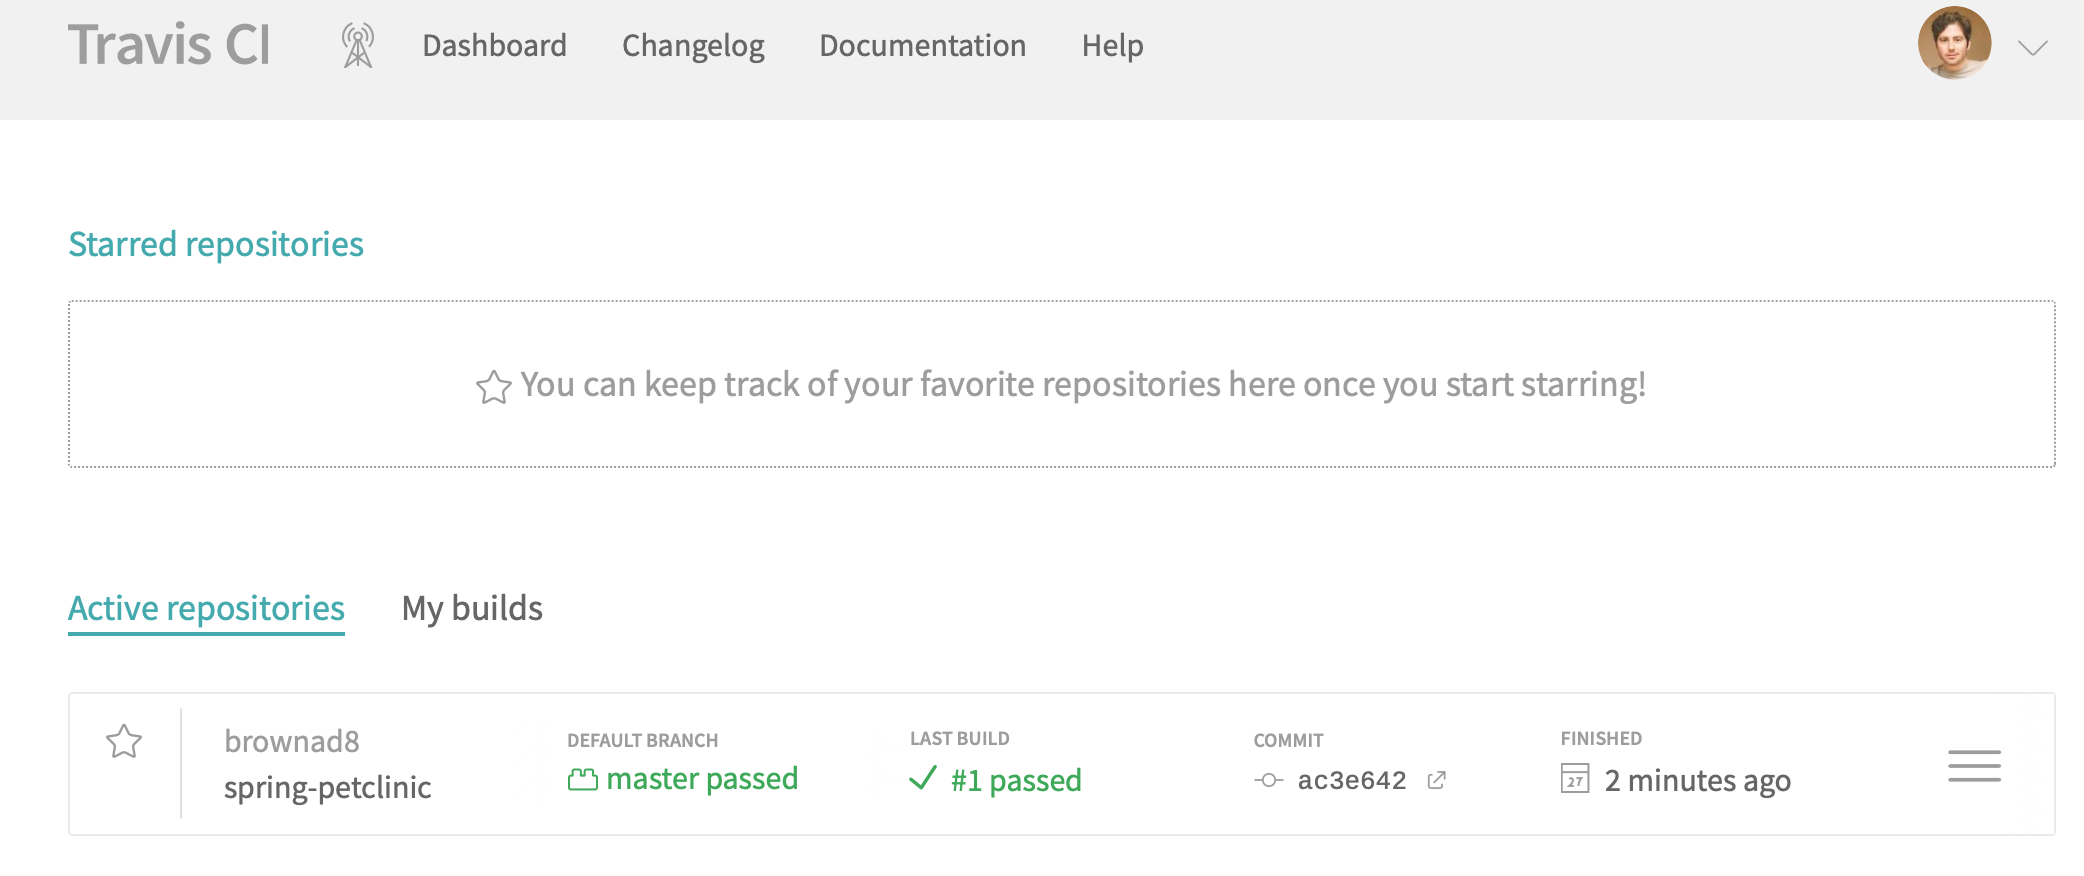 Travis CI
Dashboard
Changelog
Documentation
Help
Starred repositories
You can keep track of your favorite repositories here once you start starring!
Active repositories
My builds
brownad8
spring-petclinic
DEFAULT BRANCH
master passed
LAST BUILD
#1 passed
COMMIT
ac3e642
FINISHED
27
2 minutes ago